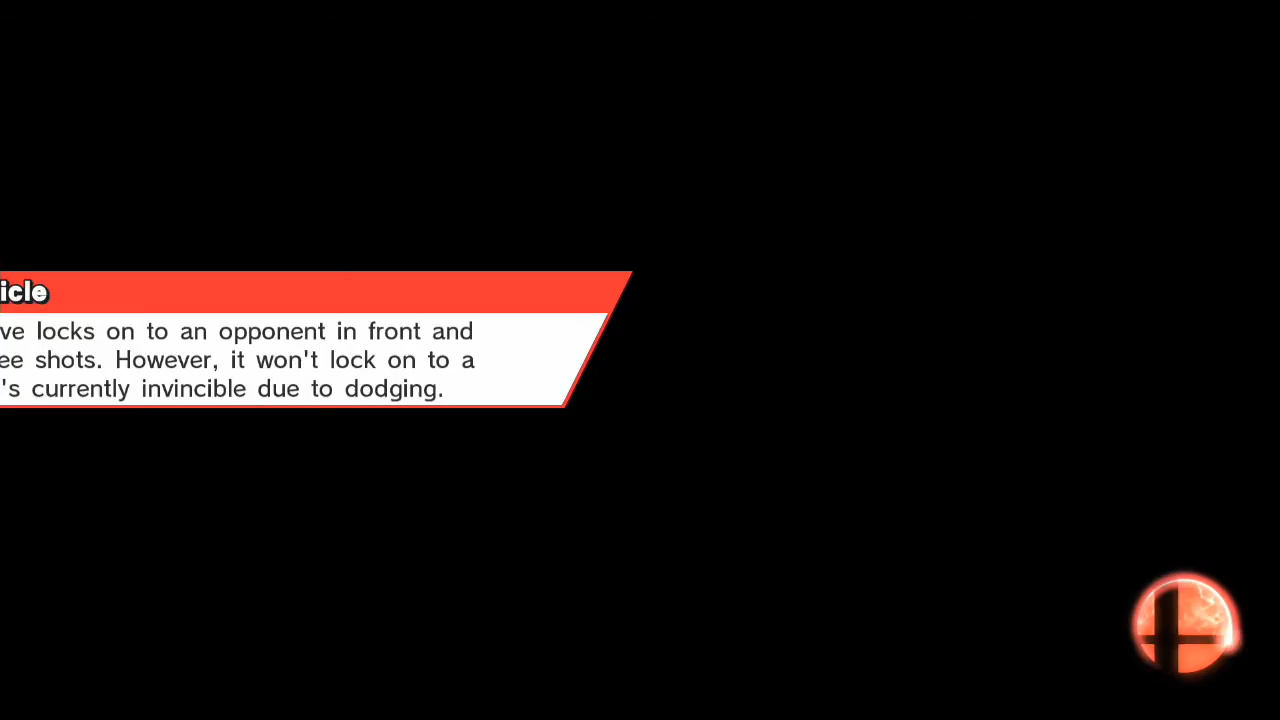 icle
ve locks on to an opponent in front and
ee shots. However, it won't lock on to a
's currently invincible due to dodging.